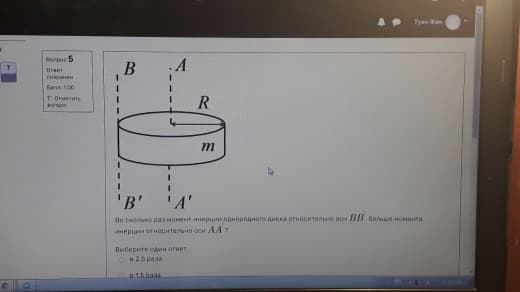 Туан Фан
Вопрос 5
Ответ
сохранен
Балл: 1,00
Отметить
вопрос
7
B
A
R
m
B'
A'
Во сколько раз момент инерции однородного диска относительно оси BB' больше момента
инерции относительно оси AA'?
Выберите один ответ:
в 2,5 раза
в 1,5 раза